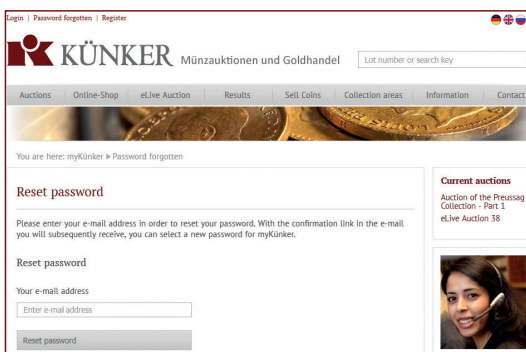 Login | Password forgotten | Register
KÜNKER Münzauktionen und Goldhandel
Lot number or search key
Auctions Online-Shop eLive Auction Results Sell Coins Collection areas Information Contact
You are here: myKünker ▶ Password forgotten
Reset password
Please enter your e-mail address in order to reset your password. With the confirmation link in the e-mail
you will subsequently receive, you can select a new password for myKünker.
Reset password
Your e-mail address
Enter e-mail address
Reset password
Current auctions
Auction of the Preussag
Collection - Part 1
eLive Auction 38